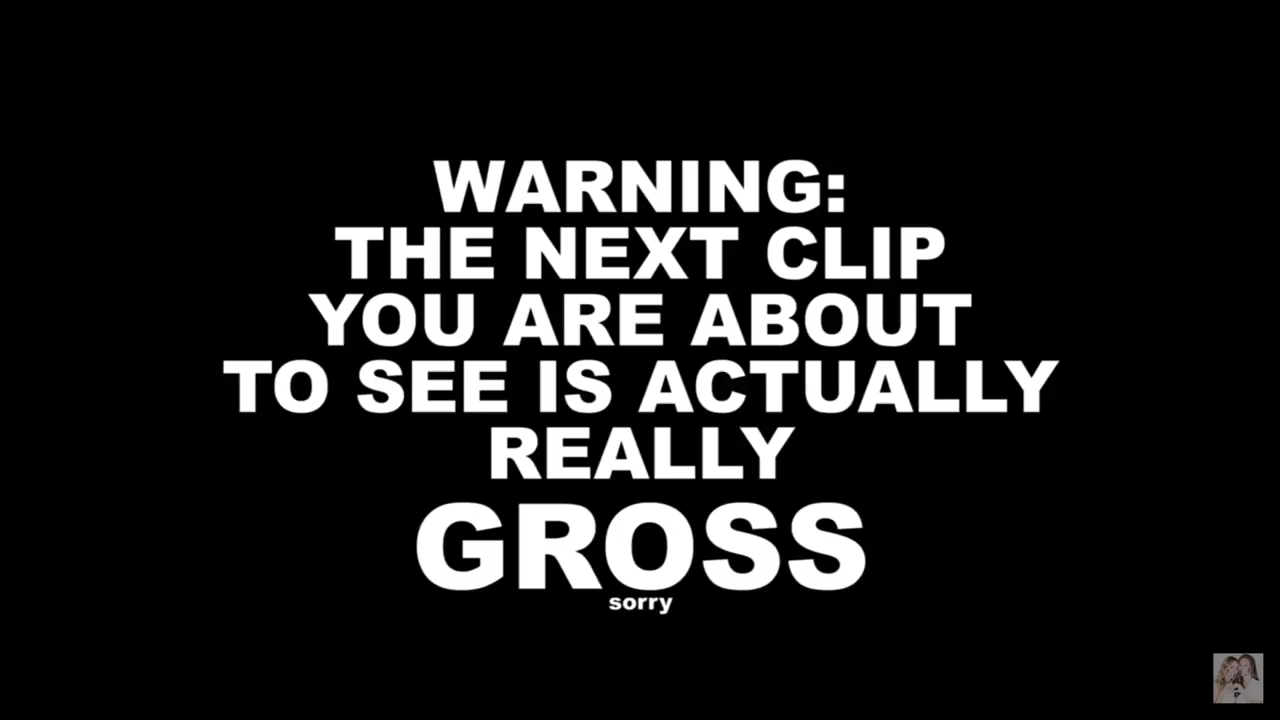 WARNING:
THE NEXT CLIP
YOU ARE ABOUT
TO SEE IS ACTUALLY
REALLY
GROSS
sorry